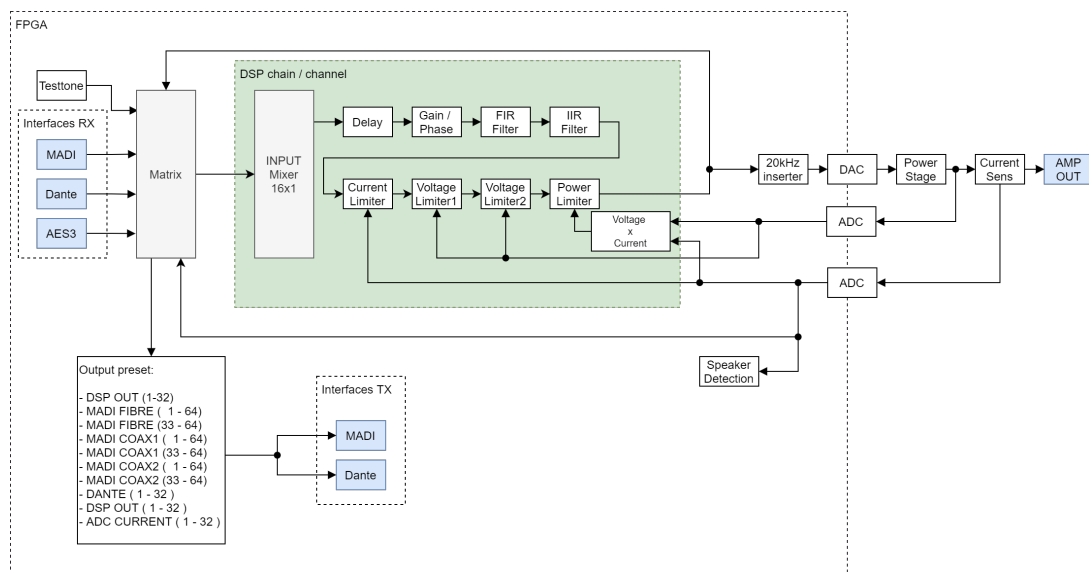 FPGA
DSP chain / channel
Testtone
Interfaces RX
MADI
Dante
AES3
Matrix
INPUT
Mixer
16x1
Delay
Gain /
Phase
FIR
Filter
IIR
Filter
Current
Limiter
Voltage
Limiter1
Voltage
Limiter2
Power
Limiter
Voltage
x
Current
20kHz
inserter
DAC
Power
Stage
Current
Sens
AMP
OUT
ADC
ADC
Speaker
Detection
Output preset:
- DSP OUT (1-32)
- MADI FIBRE ( 1 - 64)
- MADI FIBRE (33 - 64)
- MADI COAX1 ( 1 - 64)
- MADI COAX1 (33 - 64)
- MADI COAX2 ( 1 - 64)
- MADI COAX2 (33 - 64)
- DANTE ( 1 - 32 )
- DSP OUT ( 1 - 32)
- ADC CURRENT ( 1 - 32 )
Interfaces TX
MADI
Dante